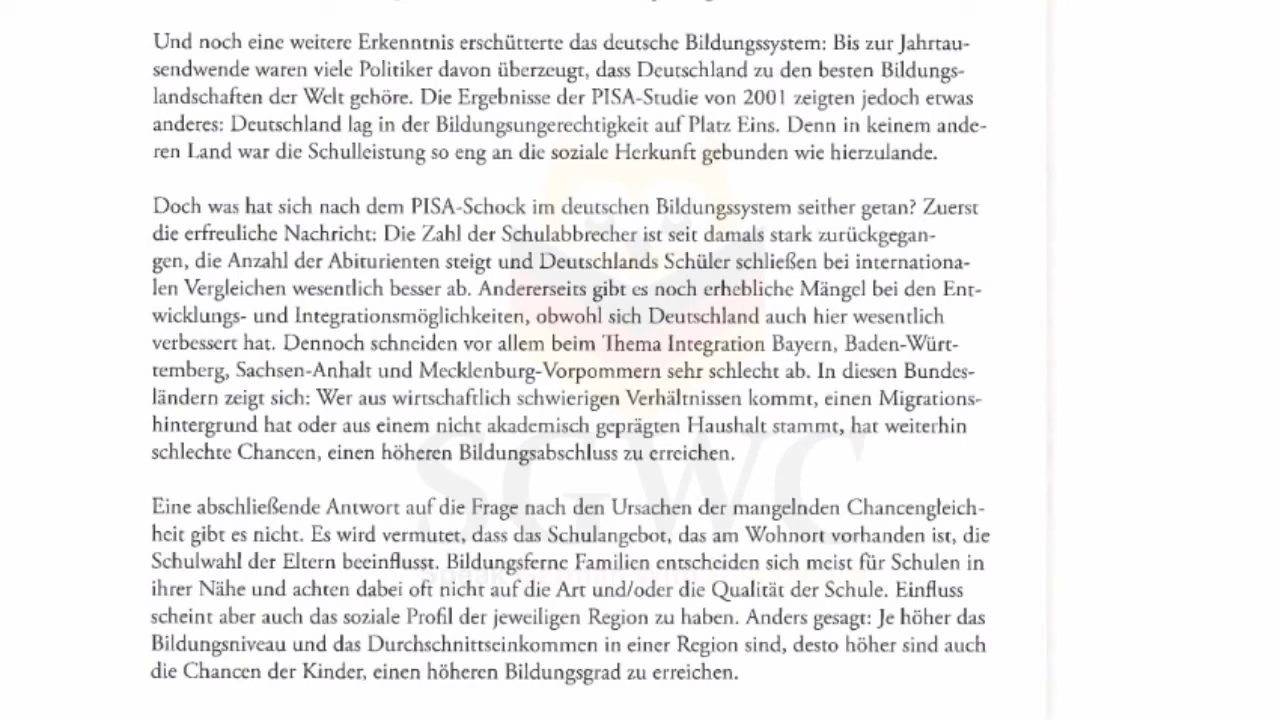 Und noch eine weitere Erkenntnis erschütterte das deutsche Bildungssystem: Bis zur Jahrtau-
sendwende waren viele Politiker davon überzeugt, dass Deutschland zu den besten Bildungs-
landschaften der Welt gehöre. Die Ergebnisse der PISA-Studie von 2001 zeigten jedoch etwas
anderes: Deutschland lag in der Bildungsungerechtigkeit auf Platz Eins. Denn in keinem ande-
ren Land war die Schulleistung so eng an die soziale Herkunft gebunden wie hierzulande.
Doch was hat sich nach dem PISA-Schock im deutschen Bildungssystem seither getan? Zuerst
die erfreuliche Nachricht: Die Zahl der Schulabbrecher ist seit damals stark zurückgegan-
gen, die Anzahl der Abiturienten steigt und Deutschlands Schüler schließen bei internationa-
len Vergleichen wesentlich besser ab. Andererseits gibt es noch erhebliche Mängel bei den Ent-
wicklungs- und Integrationsmöglichkeiten, obwohl sich Deutschland auch hier wesentlich
verbessert hat. Dennoch schneiden vor allem beim Thema Integration Bayern, Baden-Würt-
temberg, Sachsen-Anhalt und Mecklenburg-Vorpommern sehr schlecht ab. In diesen Bundes-
ländern zeigt sich: Wer aus wirtschaftlich schwierigen Verhältnissen kommt, einen Migrations-
hintergrund hat oder aus einem nicht akademisch geprägten Haushalt stammt, hat weiterhin
schlechte Chancen, einen höheren Bildungsabschluss zu erreichen.
SGWC
Eine abschließende Antwort auf die Frage nach den Ursachen der mangelnden Chancengleich-
heit gibt es nicht. Es wird vermutet, dass das Schulangebot, das am Wohnort vorhanden ist, die
Schulwahl der Eltern beeinflusst. Bildungsferne Familien entscheiden sich meist für Schulen in
ihrer Nähe und achten dabei oft nicht auf die Art und/oder die Qualität der Schule. Einfluss
scheint aber auch das soziale Profil der jeweiligen Region zu haben. Anders gesagt: Je höher das
Bildungsniveau und das Durchschnittseinkommen in einer Region sind, desto höher sind auch
die Chancen der Kinder, einen höheren Bildungsgrad zu erreichen.